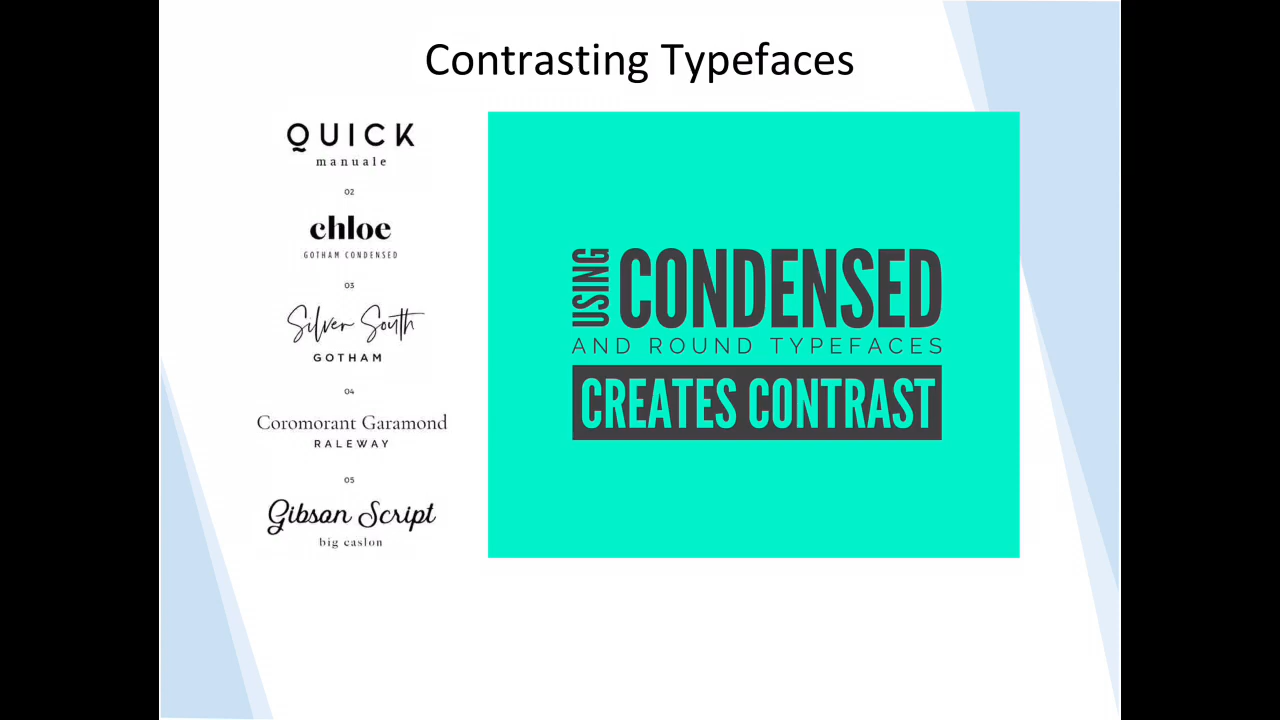 Contrasting Typefaces
QUICK
manuale
02
chloe
GOTHAM CONDENSED
03
Silver South
GOTHAM
04
Coromorant Garamond
RALEWAY
05
Gibson Script
big caslon
USING
CONDENSED
AND ROUND TYPEFACES
CREATES CONTRAST